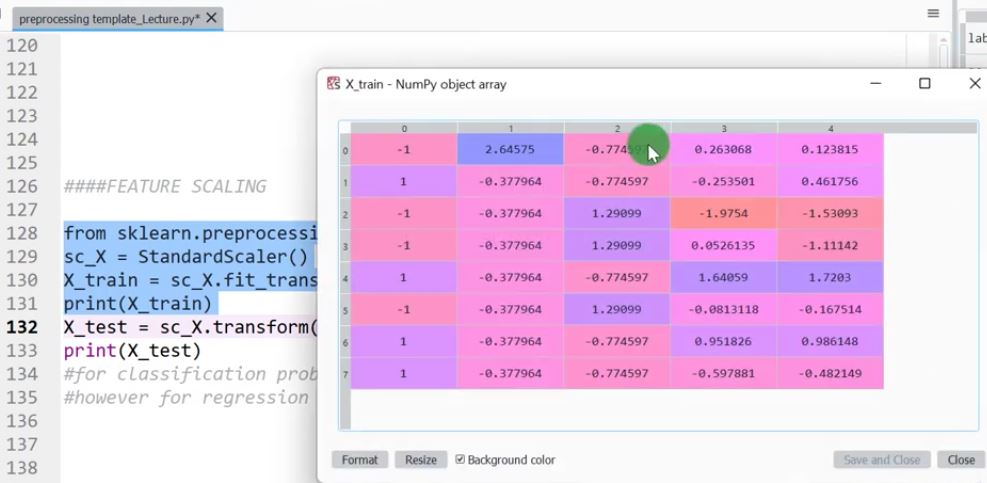 preprocessing template_Lecture.py*
120
121
122
123
124
125
126 ####FEATURE SCALING
127
128 from sklearn.preprocessi
129 sc_X = StandardScaler()
130 X_train = sc_X.fit_trans
131 print(X_train)
132 X_test = sc_X.transform(
133 print(X_test)
134 #for classification prob
135 #however for regression
136
137
138
lab
X_train - NumPy object array
0 1 2 3 4
0 -1 2.64575 -0.774597 0.263068 0.123815
1 1 -0.377964 -0.774597 -0.253501 0.461756
2 -1 -0.377964 1.29099 -1.9754 -1.53093
3 -1 -0.377964 1.29099 0.0526135 -1.11142
4 1 -0.377964 -0.774597 1.64059 1.7203
5 -1 -0.377964 1.29099 -0.0813118 -0.167514
6 1 -0.377964 -0.774597 0.951826 0.986148
7 1 -0.377964 -0.774597 -0.597881 -0.482149
Format Resize Background color Save and Close Close